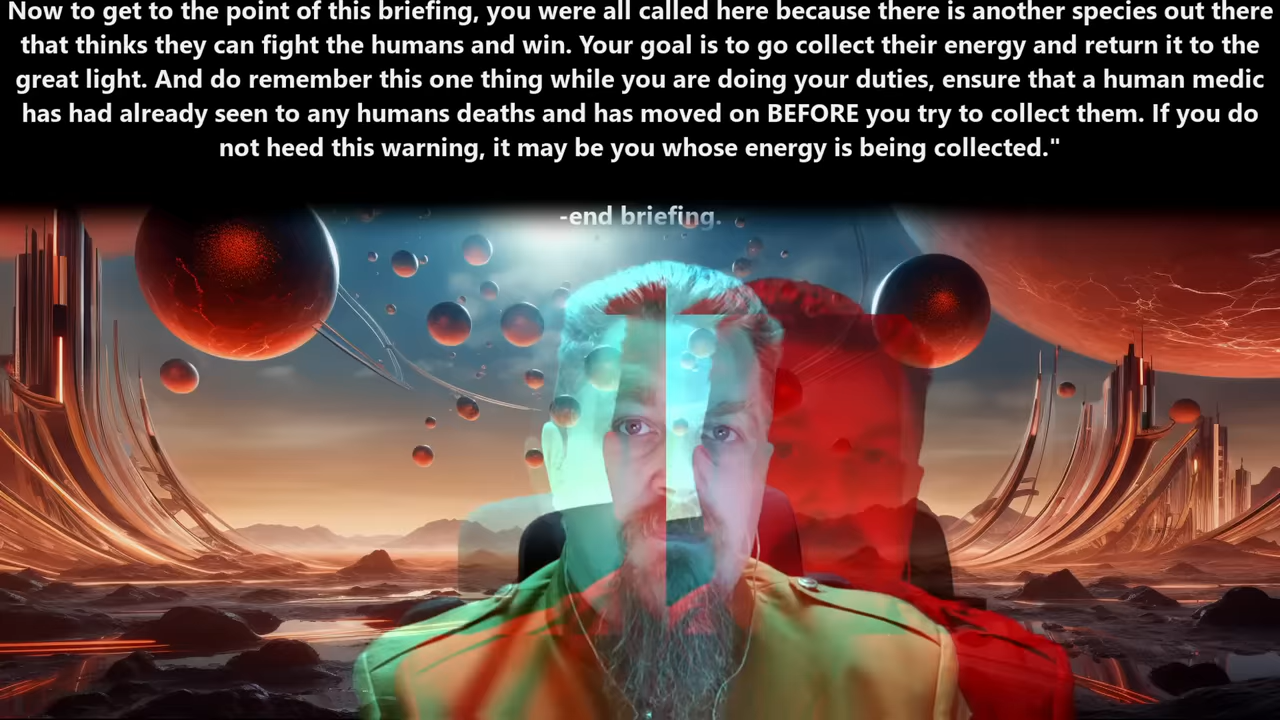 Now to get to the point of this briefing, you were all called here because there is another species out there
that thinks they can fight the humans and win. Your goal is to go collect their energy and return it to the
great light. And do remember this one thing while you are doing your duties, ensure that a human medic
has had already seen to any humans deaths and has moved on BEFORE you try to collect them. If you do
not heed this warning, it may be you whose energy is being collected."
-end briefing.